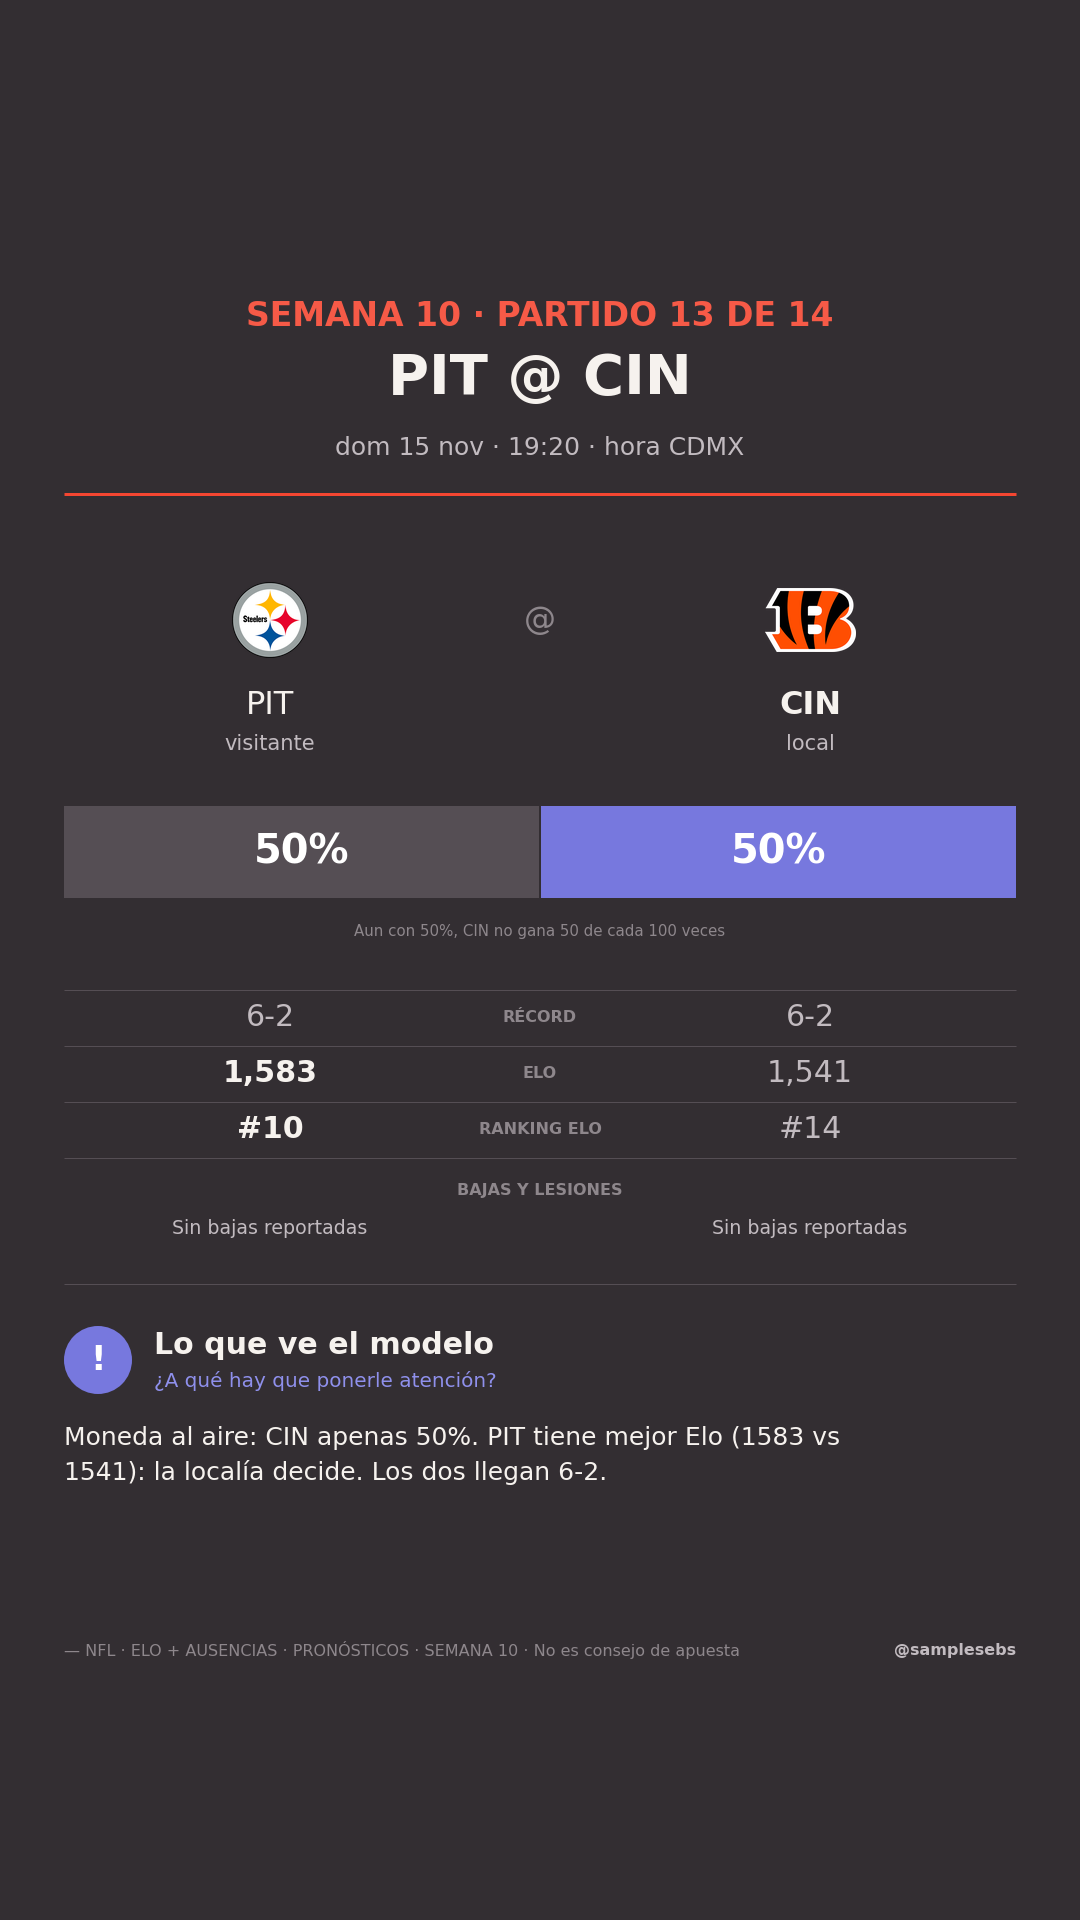 SEMANA 10 · PARTIDO 13 DE 14
PIT @ CIN
dom 15 nov · 19:20 · hora CDMX
Steelers
@
PIT
CIN
visitante
local
50%
50%
Aun con 50%, CIN no gana 50 de cada 100 veces
6-2 RÉCORD 6-2
1,583 ELO 1,541
#10 RANKING ELO #14
BAJAS Y LESIONES
Sin bajas reportadas
Sin bajas reportadas
!
Lo que ve el modelo
¿A qué hay que ponerle atención?
Moneda al aire: CIN apenas 50%. PIT tiene mejor Elo (1583 vs
1541): la localía decide. Los dos llegan 6-2.
— NFL · ELO + AUSENCIAS · PRONÓSTICOS · SEMANA 10 · No es consejo de apuesta
@samplesebs